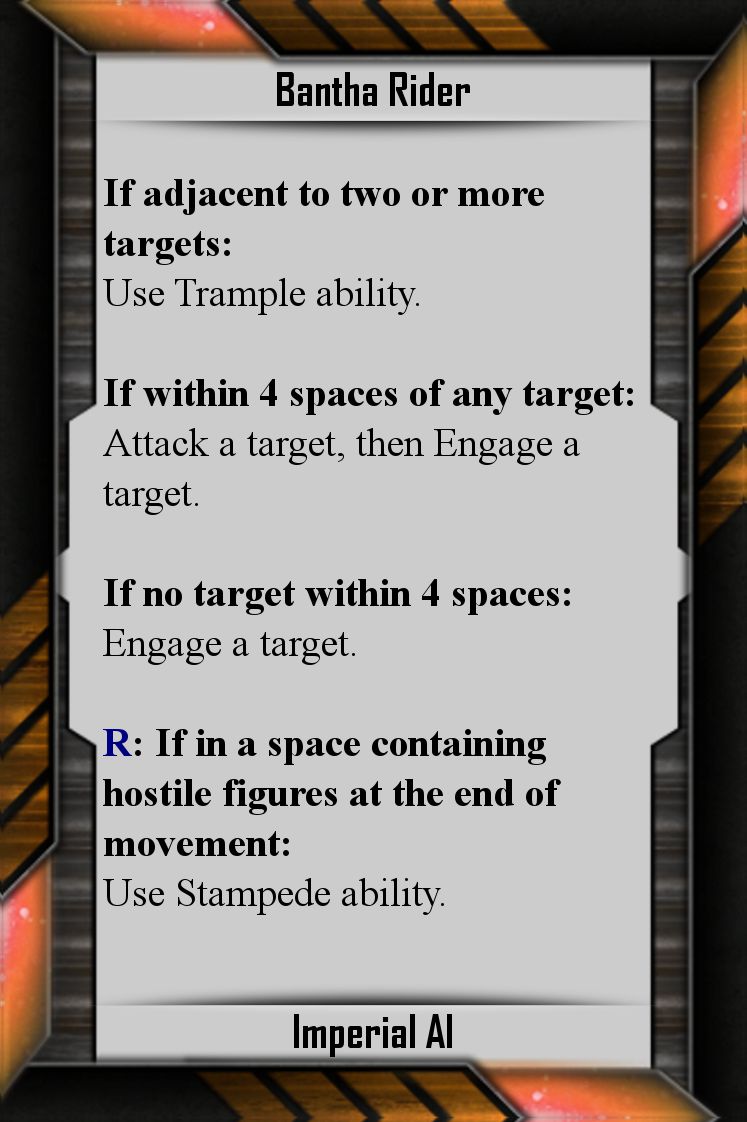 Bantha Rider
If adjacent to two or more
targets:
Use Trample ability.
If within 4 spaces of any target:
Attack a target, then Engage a
target.
If no target within 4 spaces:
Engage a target.
R: If in a space containing
hostile figures at the end of
movement:
Use Stampede ability.
Imperial AI